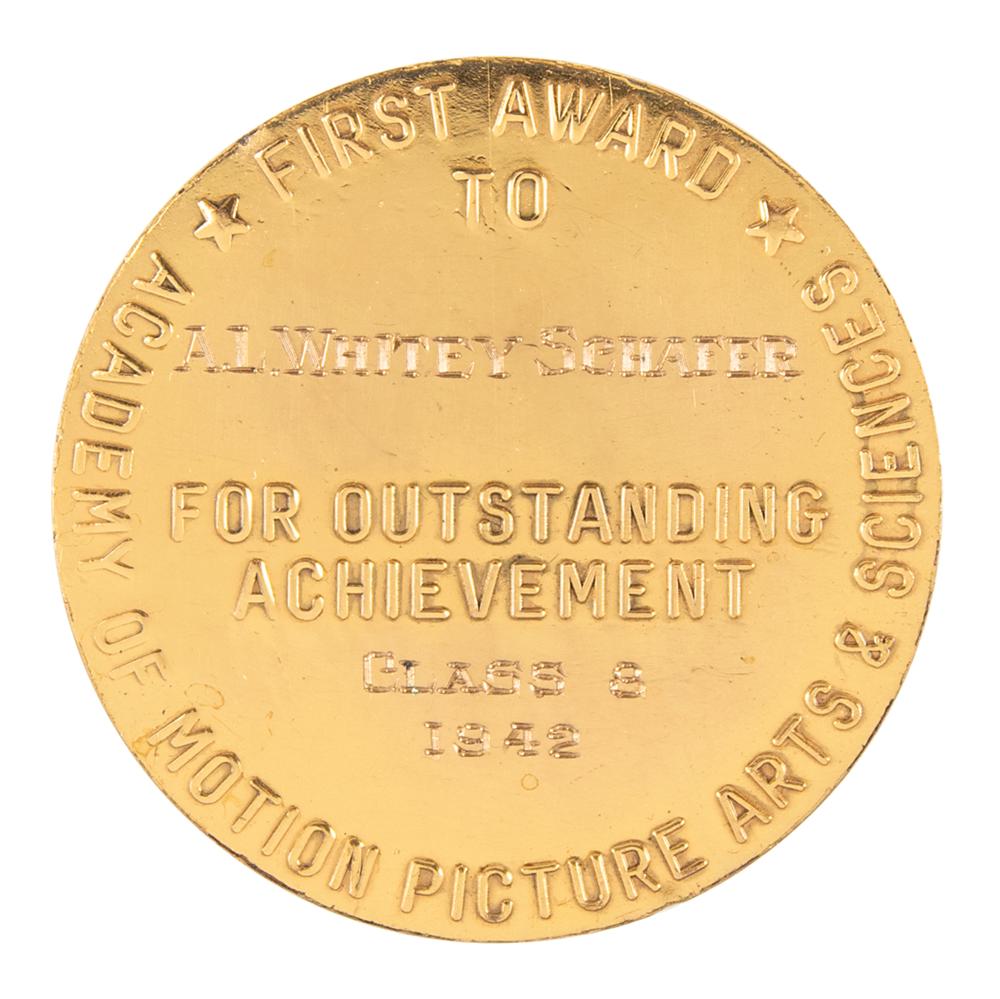 FIRST AWARD
TO
A.L. WHITEY SCHAFER
FOR OUTSTANDING
ACHIEVEMENT
CLASS 8
1942
★ ACADEMY OF MOTION PICTURE ARTS & SCIENCES ★